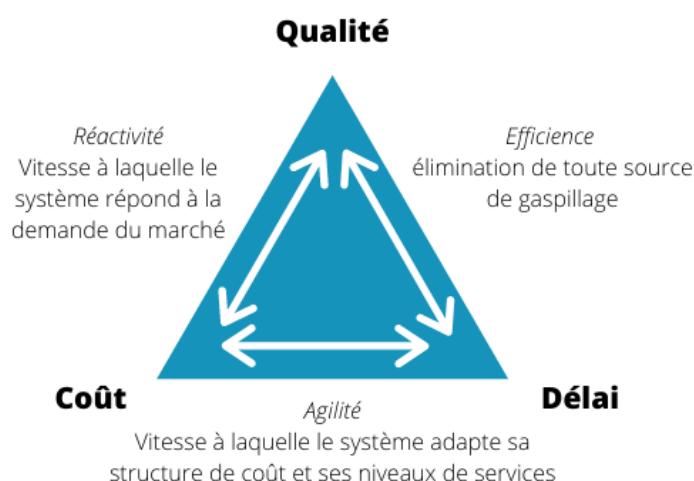 Qualité
Réactivité
Vitesse à laquelle le
système répond à la
demande du marché
Efficience
élimination de toute source
de gaspillage
Coût
Délai
Agilité
Vitesse à laquelle le système adapte sa
structure de coût et ses niveaux de services